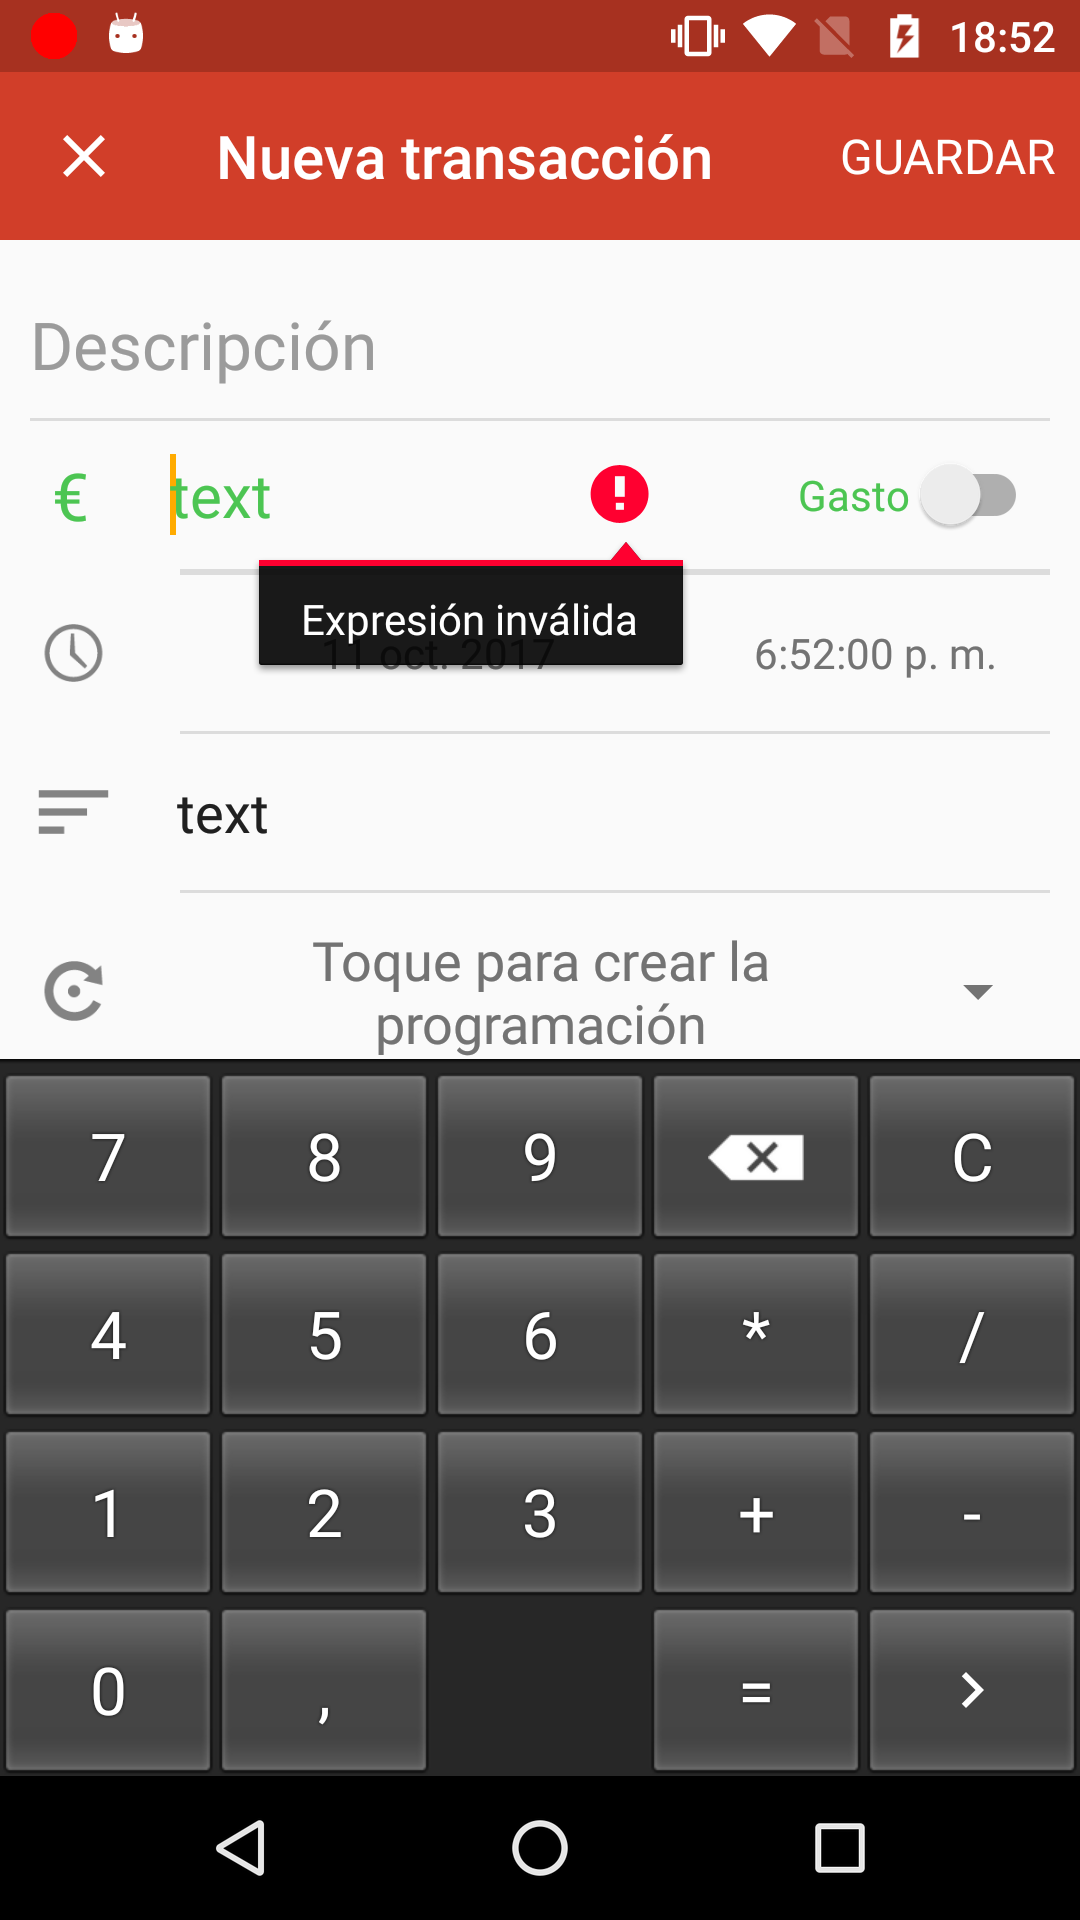 18:52
Nueva transacción
GUARDAR
Descripción
€ text Gasto
Expresión inválida
11 oct. 2017 6:52:00 p. m.
text
Toque para crear la
programación
7 8 9 C
4 5 6 * /
1 2 3 + -
0 , = >